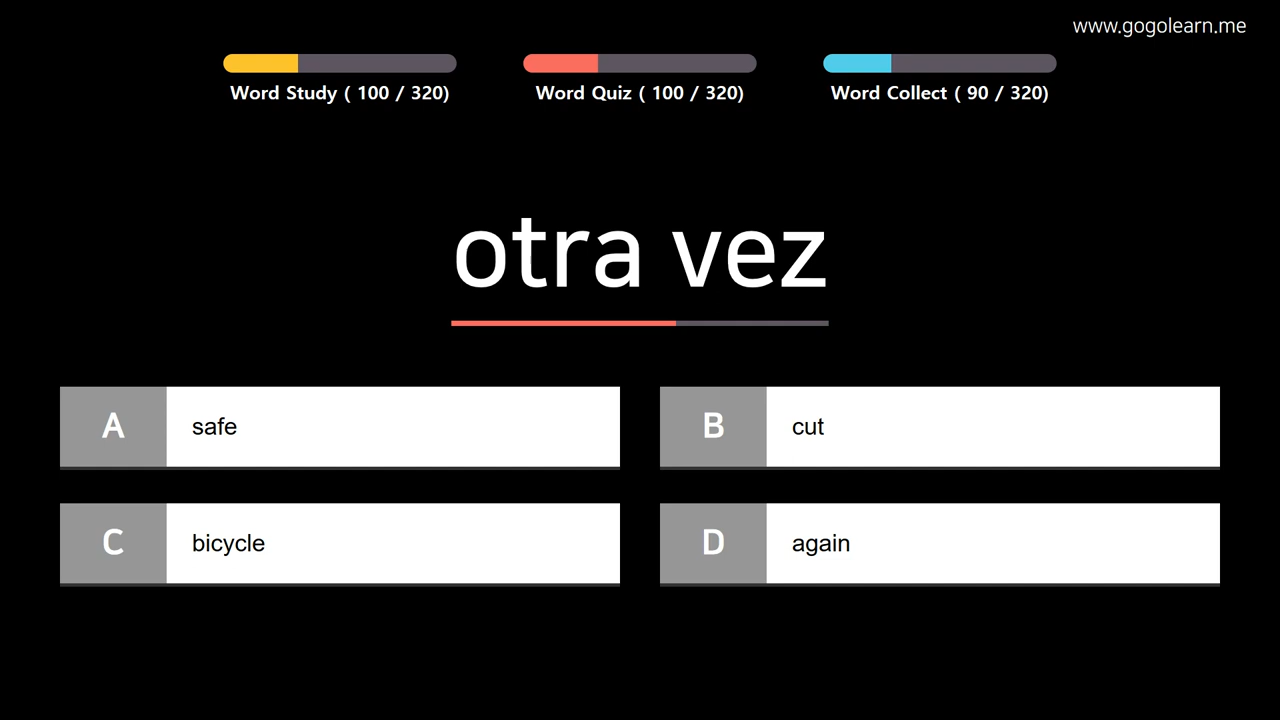 www.gogolearn.me
Word Study ( 100 / 320)
Word Quiz ( 100 / 320)
Word Collect ( 90 / 320)
otra vez
A safe
B cut
C bicycle
D again